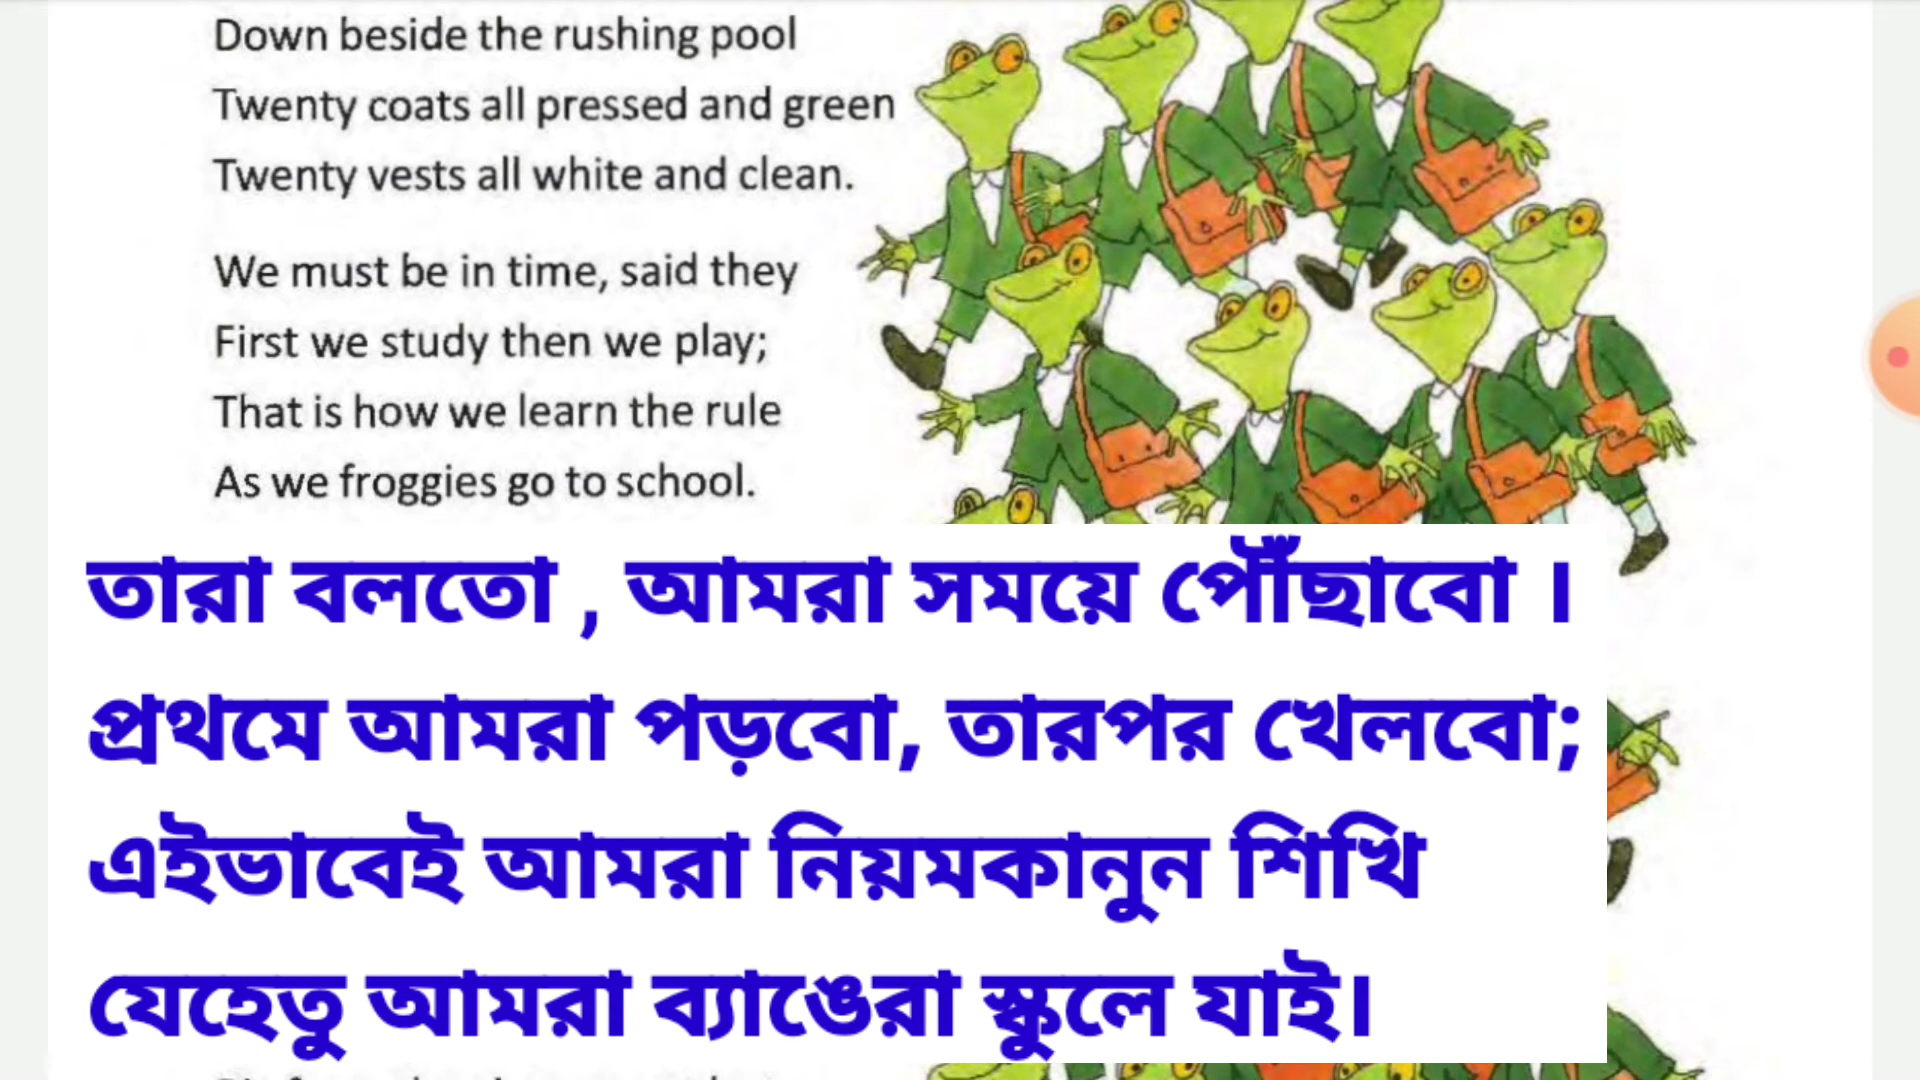 Down beside the rushing pool
Twenty coats all pressed and green
Twenty vests all white and clean.
We must be in time, said they
First we study then we play;
That is how we learn the rule
As we froggies go to school.
তারা বলতো , আমরা সময়ে পৌঁছাবো ।
প্রথমে আমরা পড়বো, তারপর খেলবো;
এইভাবেই আমরা নিয়মকানুন শিখি
যেহেতু আমরা ব্যাঙেরা স্কুলে যাই।